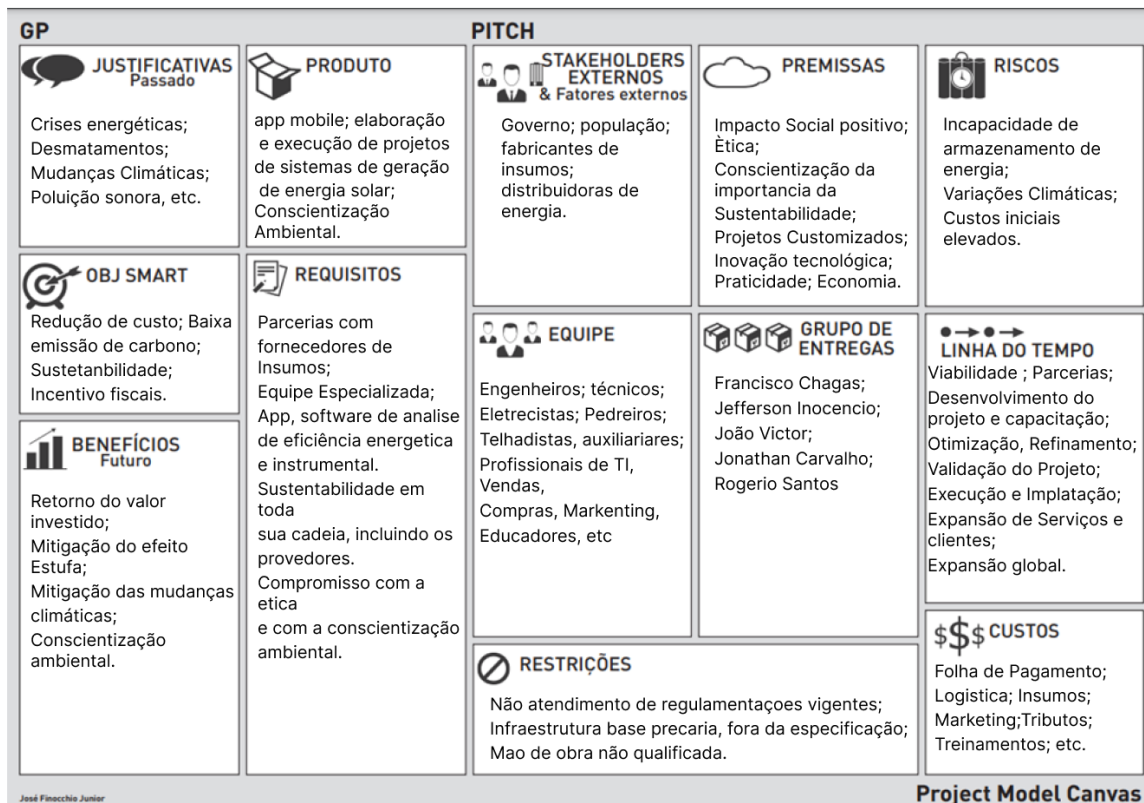 GP
PITCH
JUSTIFICATIVAS
Passado
Crises energéticas;
Desmatamentos;
Mudanças Climáticas;
Poluição sonora, etc.
PRODUTO
app mobile; elaboração
e execução de projetos
de sistemas de geração
de energia solar;
Conscientização
Ambiental.
STAKEHOLDERS
EXTERNOS
& Fatores externos
Governo; população;
fabricantes de
insumos;
distribuidoras de
energia.
PREMISSAS
Impacto Social positivo;
Ètica;
Conscientização da
importancia da
Sustentabilidade;
Projetos Customizados;
Inovação tecnológica;
Praticidade; Economia.
RISCOS
Incapacidade de
armazenamento de
energia;
Variações Climáticas;
Custos iniciais
elevados.
OBJ SMART
Redução de custo; Baixa
emissão de carbono;
Sustetanbilidade;
Incentivo fiscais.
REQUISITOS
Parcerias com
fornecedores de
Insumos;
Equipe Especializada;
App, software de analise
de eficiência energetica
e instrumental.
Sustentabilidade em
toda
sua cadeia, incluindo os
provedores.
Compromisso com a
etica
e com a conscientização
ambiental.
EQUIPE
Engenheiros; técnicos;
Eletrecistas; Pedreiros;
Telhadistas, auxiliariares;
Profissionais de TI,
Vendas,
Compras, Markenting,
Educadores, etc
GRUPO DE
ENTREGAS
Francisco Chagas;
Jefferson Inocencio;
João Victor;
Jonathan Carvalho;
Rogerio Santos
LINHA DO TEMPO
Viabilidade ; Parcerias;
Desenvolvimento do
projeto e capacitação;
Otimização, Refinamento;
Validação do Projeto;
Execução e Implatação;
Expansão de Serviços e
clientes;
Expansão global.
BENEFÍCIOS
Futuro
Retorno do valor
investido;
Mitigação do efeito
Estufa;
Mitigação das mudanças
climáticas;
Conscientização
ambiental.
RESTRIÇÕES
Não atendimento de regulamentaçoes vigentes;
Infraestrutura base precaria, fora da especificação;
Mao de obra não qualificada.
$$$ CUSTOS
Folha de Pagamento;
Logistica; Insumos;
Marketing;Tributos;
Treinamentos; etc.
José Finocchio Junior
Project Model Canvas